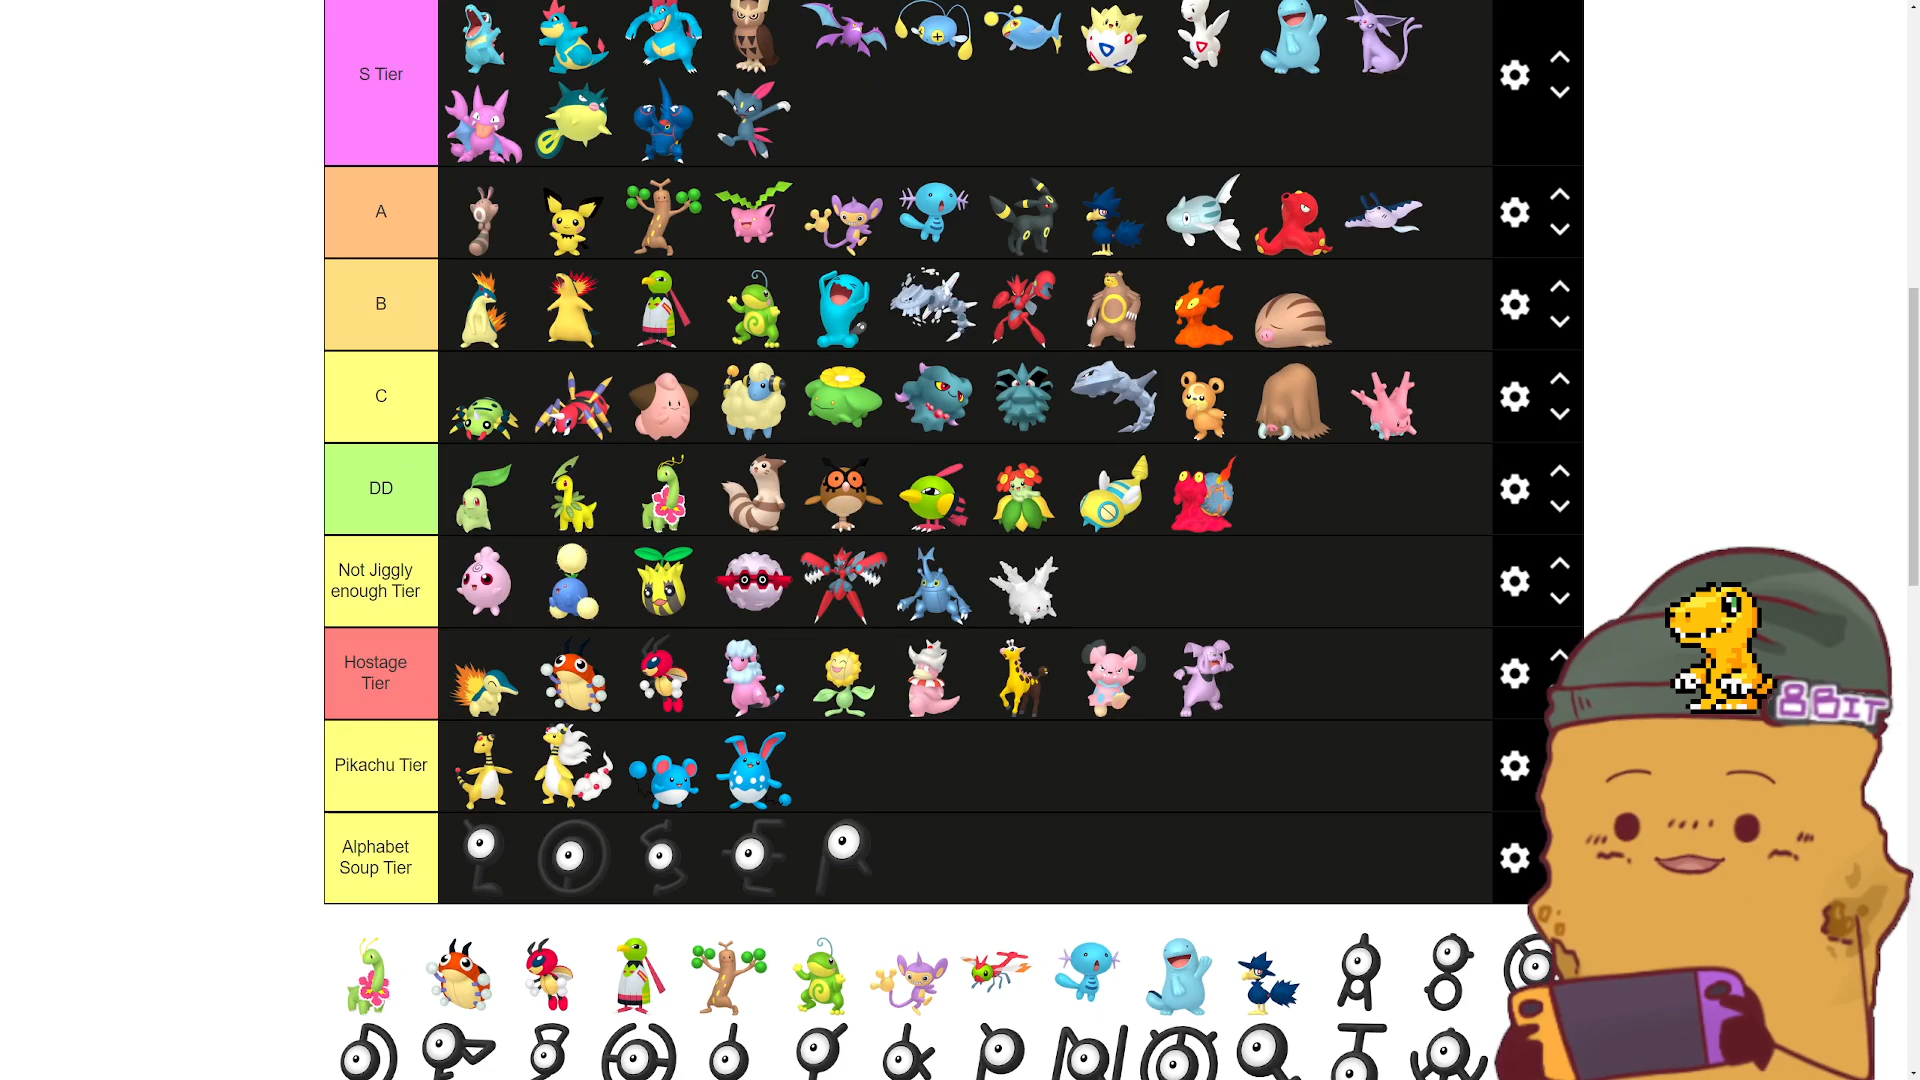 S Tier
A
B
C
DD
Not Jiggly
enough Tier
Hostage
Tier
Pikachu Tier
Alphabet
Soup Tier
8BIT